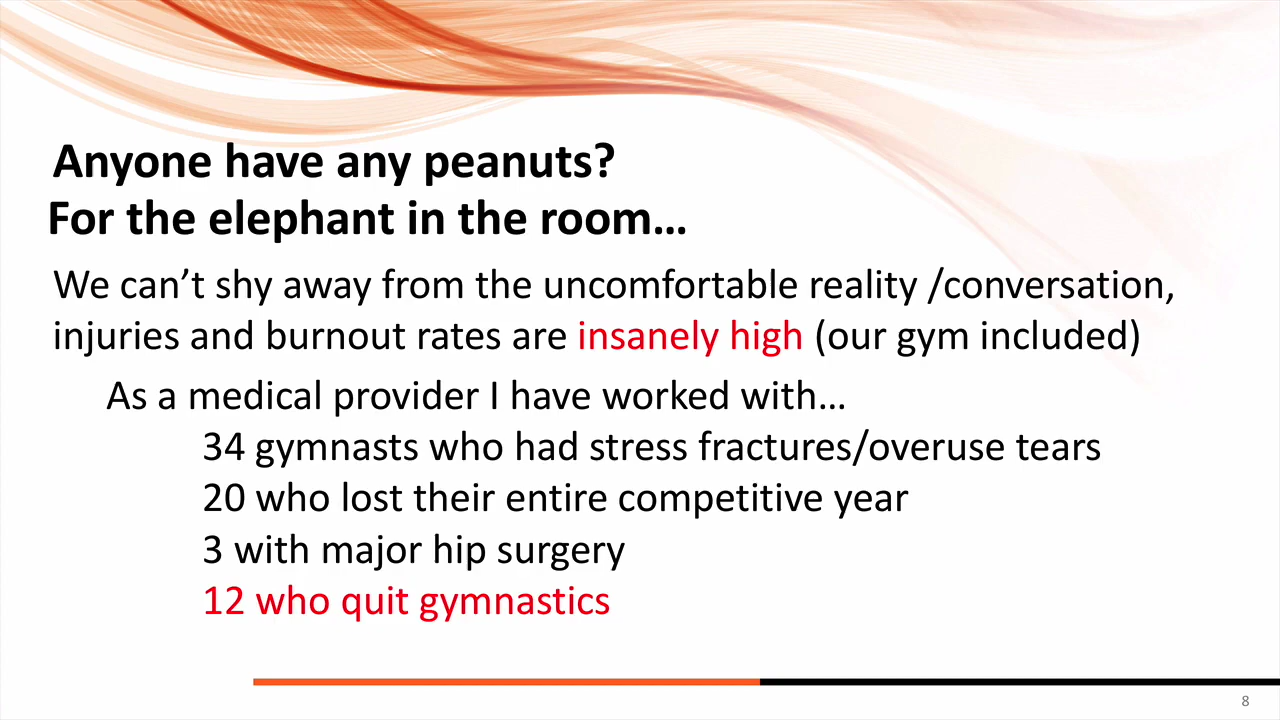 Anyone have any peanuts?
For the elephant in the room…
We can’t shy away from the uncomfortable reality /conversation,
injuries and burnout rates are insanely high (our gym included)
As a medical provider I have worked with…
34 gymnasts who had stress fractures/overuse tears
20 who lost their entire competitive year
3 with major hip surgery
12 who quit gymnastics
8